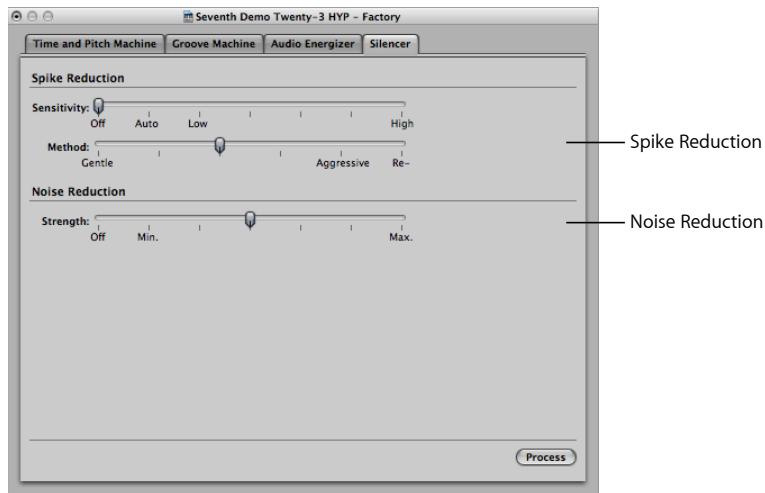 Seventh Demo Twenty-3 HYP - Factory
Time and Pitch Machine Groove Machine Audio Energizer Silencer
Spike Reduction
Sensitivity:
Off Auto Low High
Method:
Gentle Aggressive Re-
Spike Reduction
Noise Reduction
Strength:
Off Min. Max.
Noise Reduction
Process